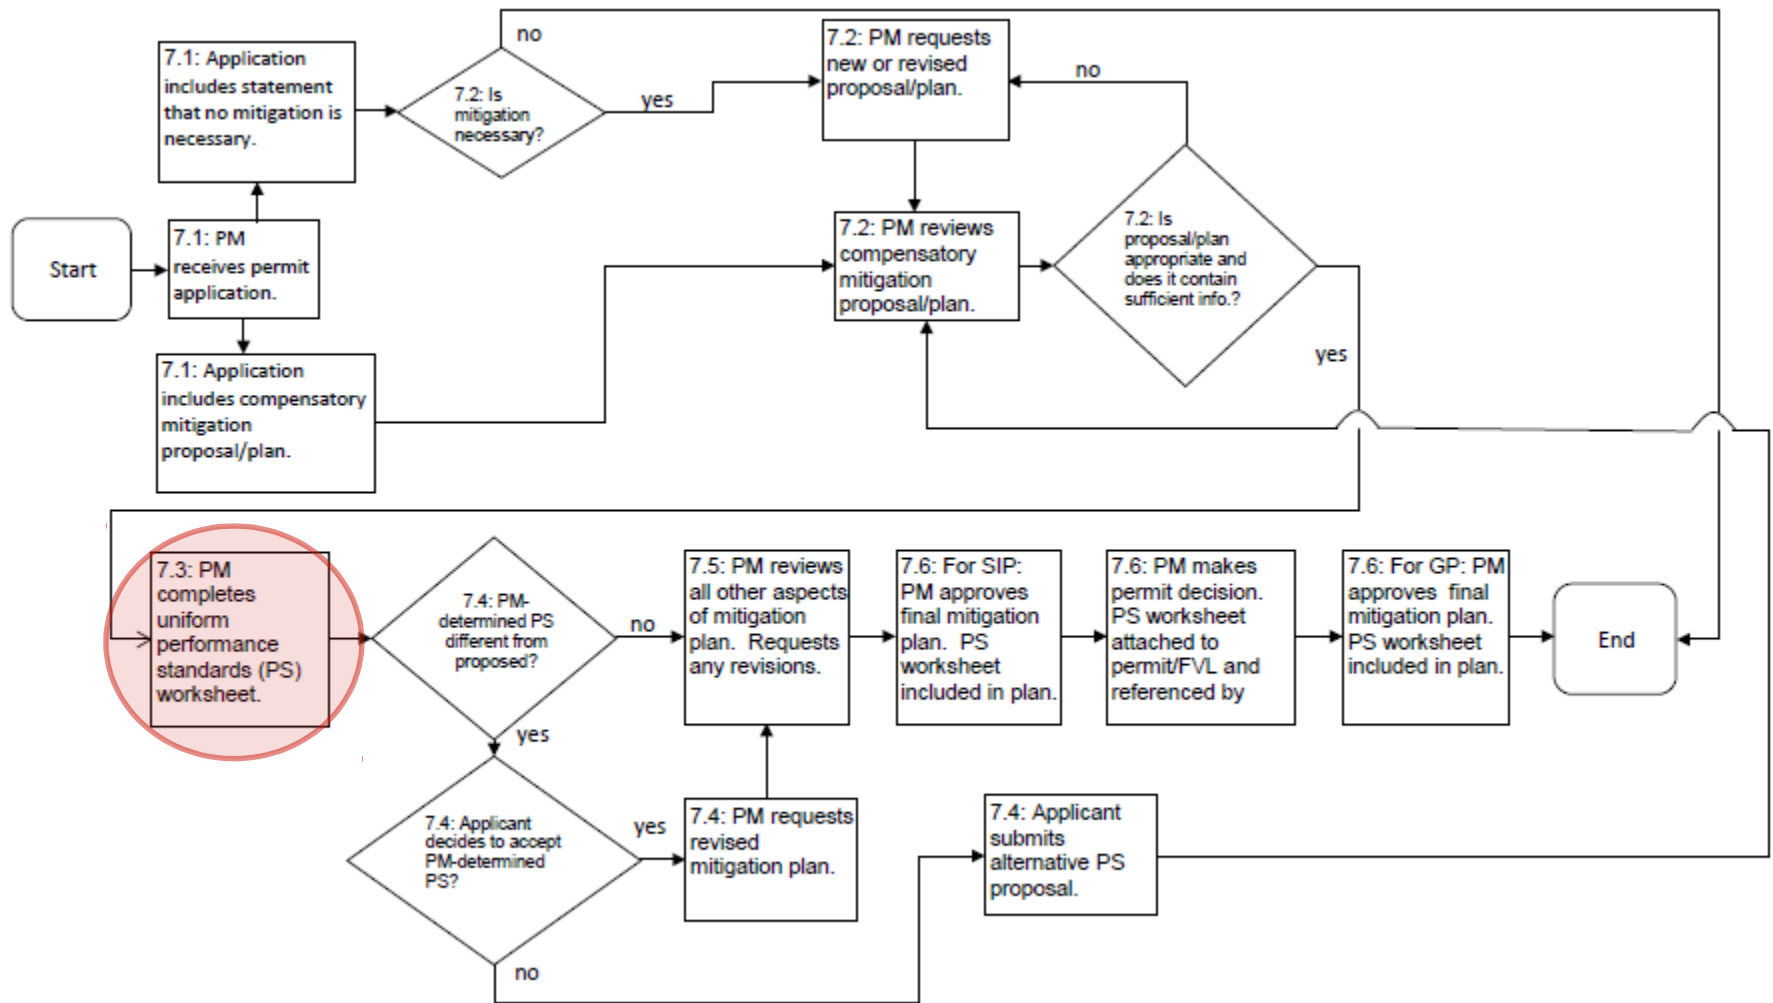 no
7.1: Application
includes statement
that no mitigation is
necessary.
7.2: Is
mitigation
necessary?
yes
7.2: PM requests
new or revised
proposal/plan.
no
Start
7.1: PM
receives permit
application.
7.2: PM reviews
compensatory
mitigation
proposal/plan.
7.2: Is
proposal/plan
appropriate and
does it contain
sufficient info.?
yes
7.1: Application
includes compensatory
mitigation
proposal/plan.
7.3: PM
completes
uniform
performance
standards (PS)
worksheet.
7.4: PM-
determined PS
different from
proposed?
no
7.5: PM reviews
all other aspects
of mitigation
plan. Requests
any revisions.
7.6: For SIP:
PM approves
final mitigation
plan. PS
worksheet
included in plan.
7.6: PM makes
permit decision.
PS worksheet
attached to
permit/FVL and
referenced by
7.6: For GP: PM
approves final
mitigation plan.
PS worksheet
included in plan.
End
yes
7.4: Applicant
decides to accept
PM-determined
PS?
yes
7.4: PM requests
revised
mitigation plan.
7.4: Applicant
submits
alternative PS
proposal.
no